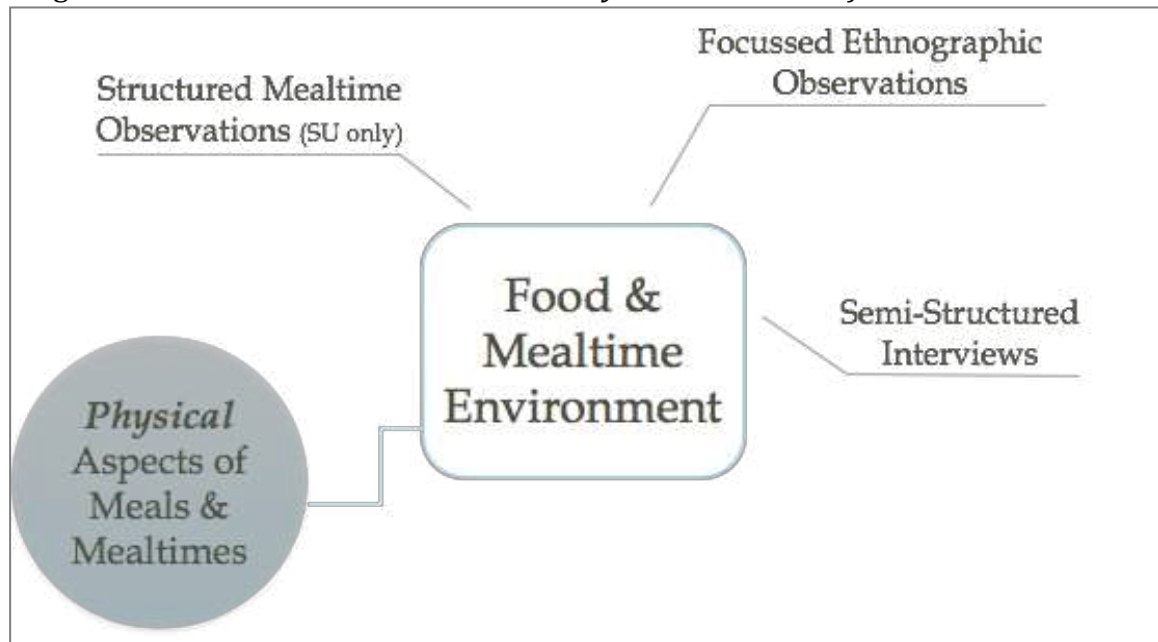 Focussed Ethnographic
Observations
Structured Mealtime
Observations (SU only)
Food &
Mealtime
Environment
Semi-Structured
Interviews
Physical
Aspects of
Meals &
Mealtimes